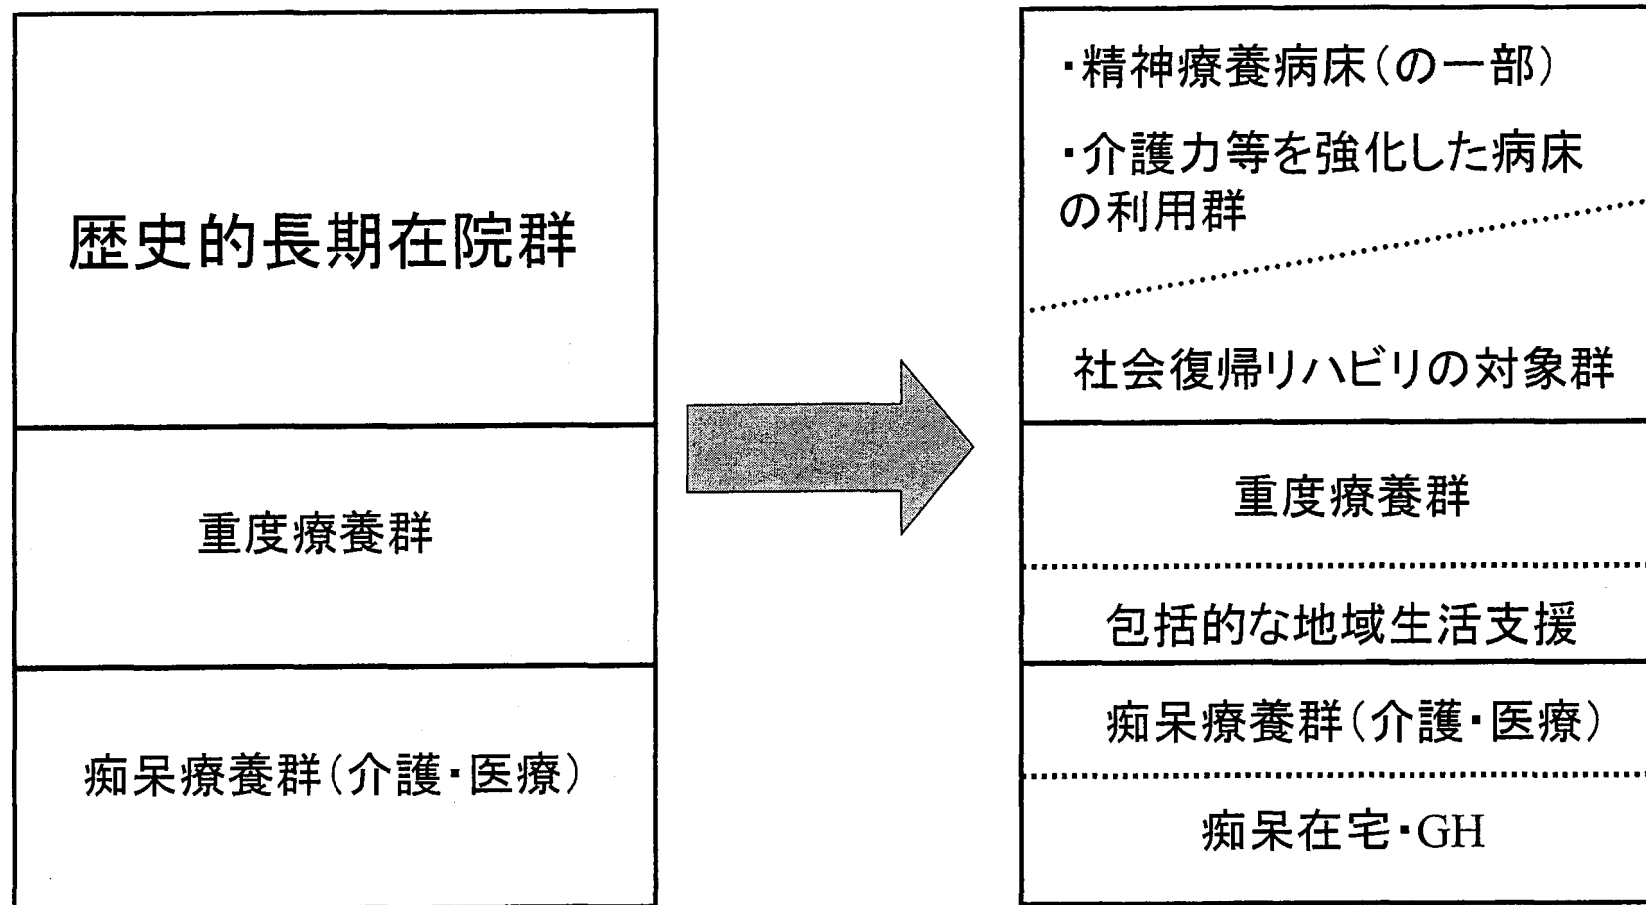 歴史的長期在院群
重度療養群
痴呆療養群(介護・医療)
・精神療養病床(の一部)
・介護力等を強化した病床
の利用群
社会復帰リハビリの対象群
重度療養群
包括的な地域生活支援
痴呆療養群(介護・医療)
痴呆在宅・GH